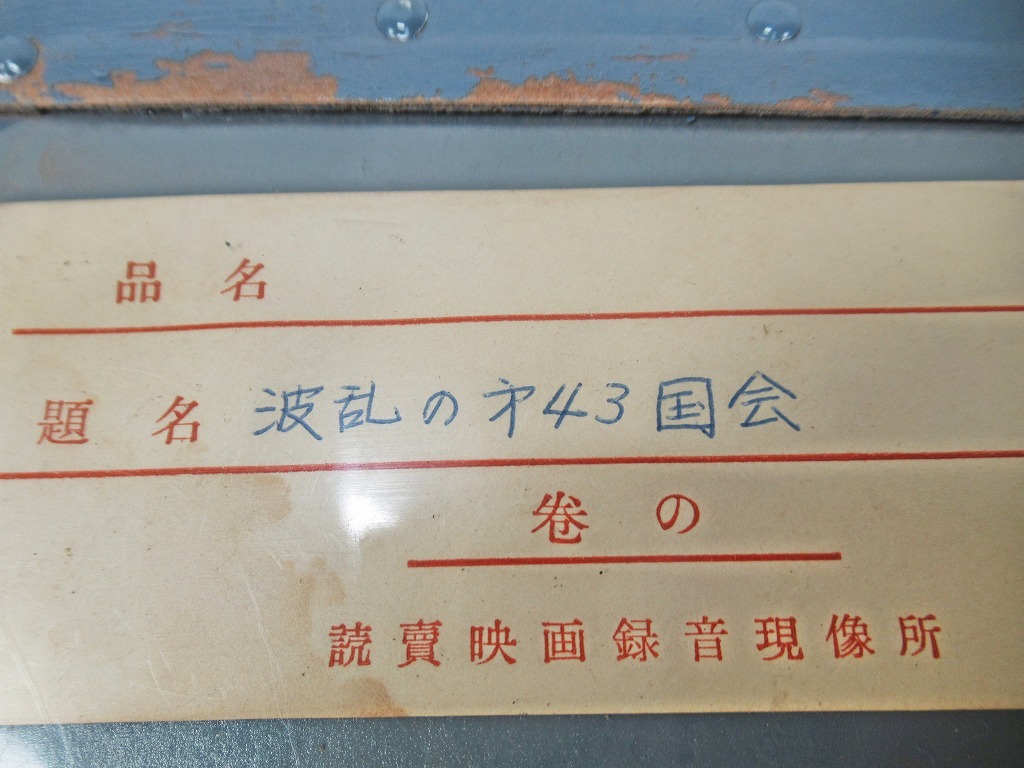 品名
題名 波乱の才43国会
巻の
読賣映画録音現像所